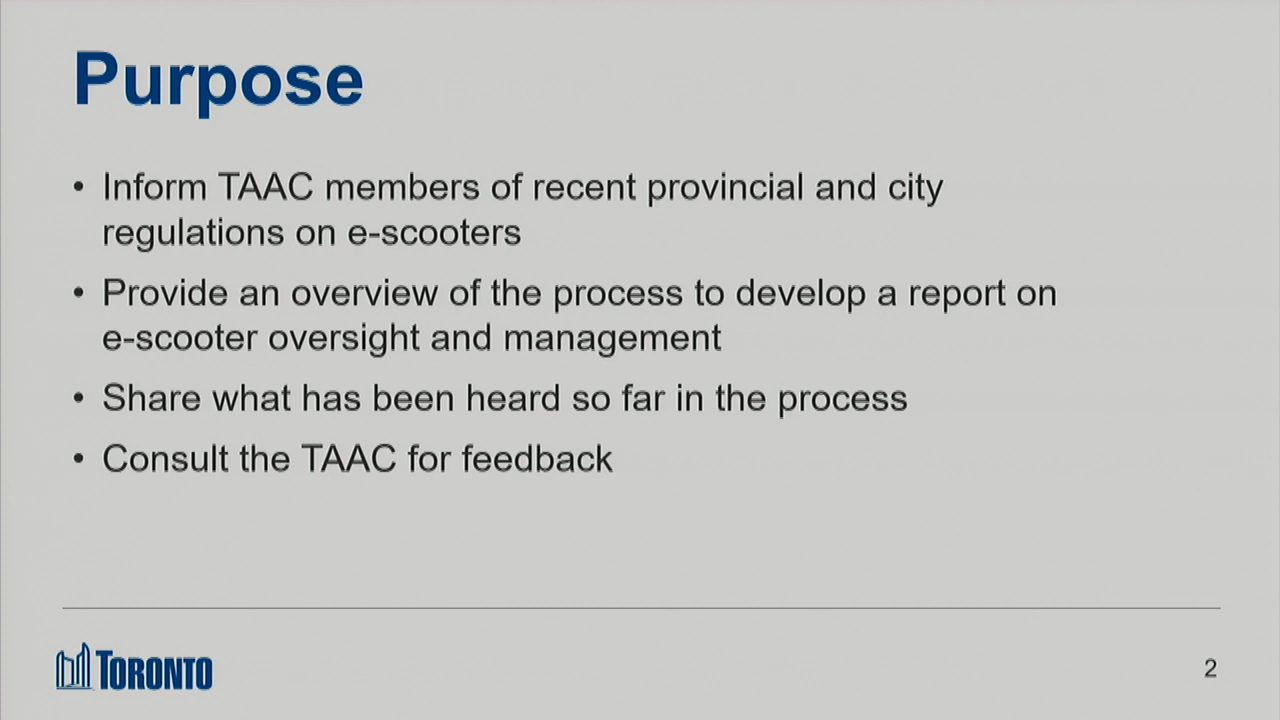 Purpose
• Inform TAAC members of recent provincial and city
regulations on e-scooters
• Provide an overview of the process to develop a report on
e-scooter oversight and management
• Share what has been heard so far in the process
• Consult the TAAC for feedback
TORONTO
2